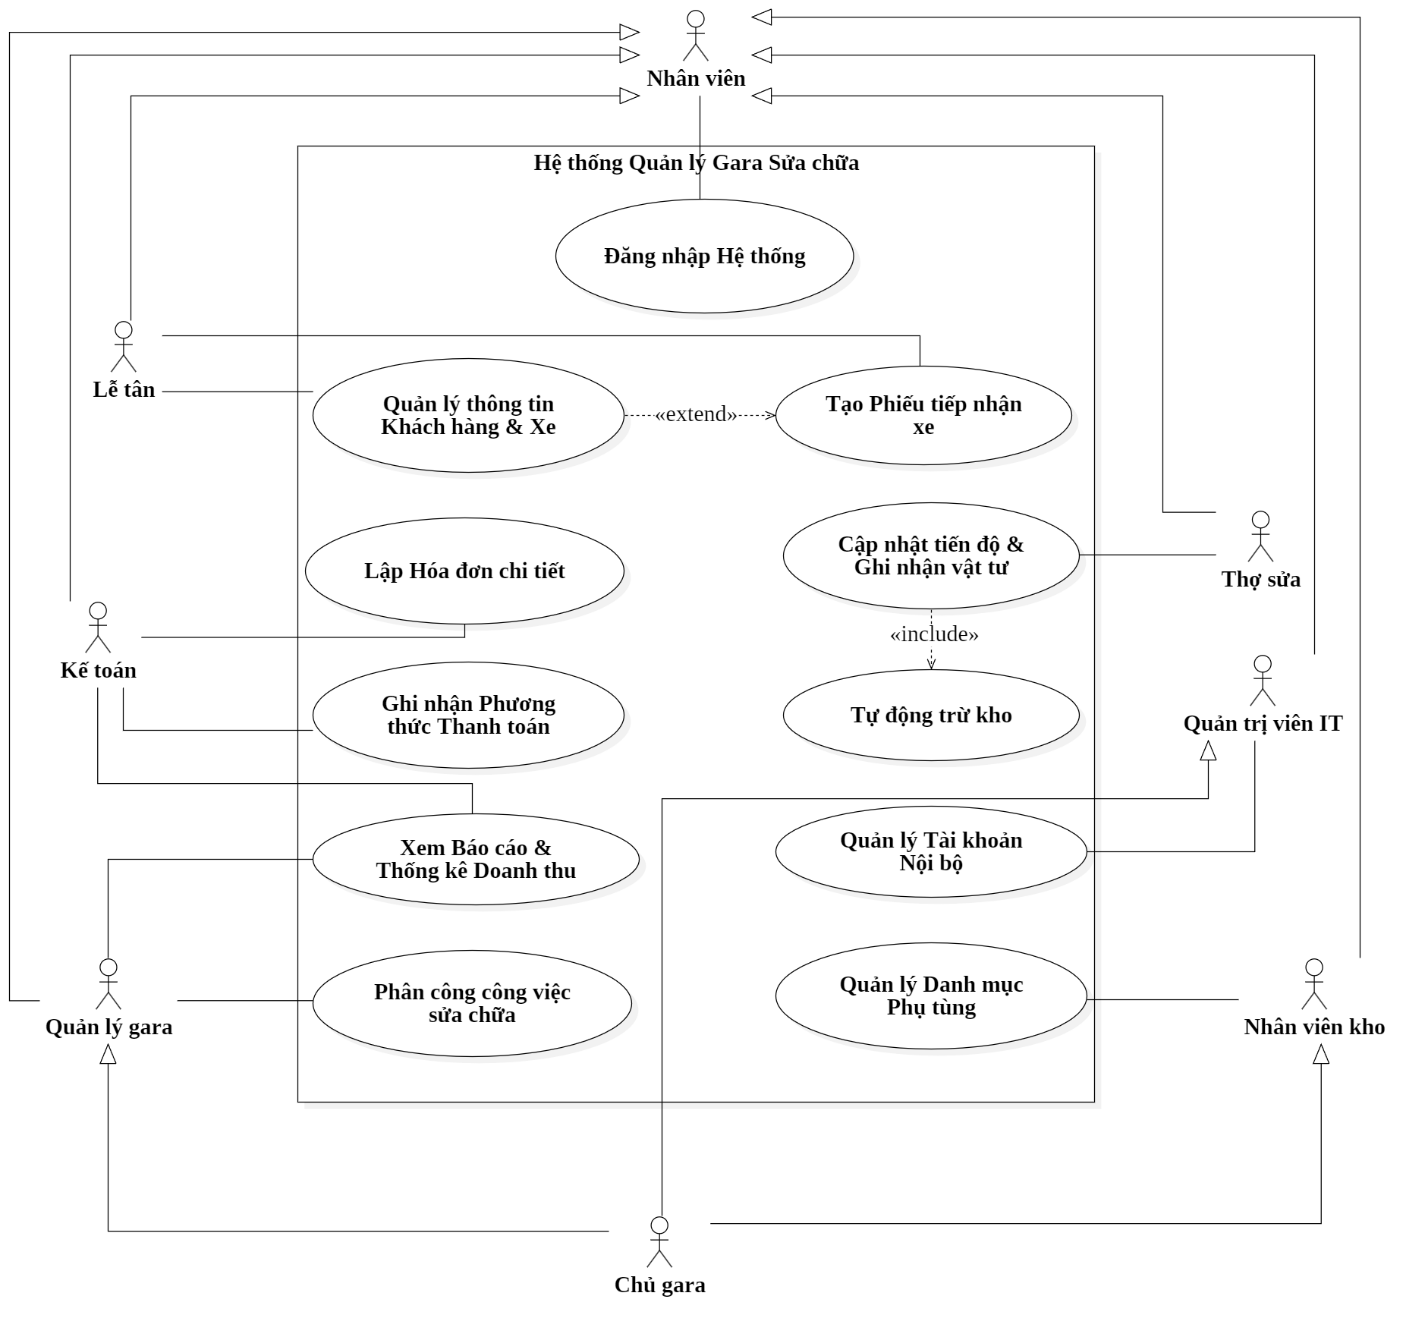 Nhân viên
Hệ thống Quản lý Gara Sửa chữa
Đăng nhập Hệ thống
Lễ tân
Quản lý thông tin
Khách hàng & Xe
«extend»
Tạo Phiếu tiếp nhận
xe
Cập nhật tiến độ &
Ghi nhận vật tư
Thợ sửa
Lập Hóa đơn chi tiết
«include»
Kế toán
Ghi nhận Phương
thức Thanh toán
Tự động trừ kho
Quản trị viên IT
Xem Báo cáo &
Thống kê Doanh thu
Quản lý Tài khoản
Nội bộ
Quản lý gara
Phân công công việc
sửa chữa
Quản lý Danh mục
Phụ tùng
Nhân viên kho
Chủ gara